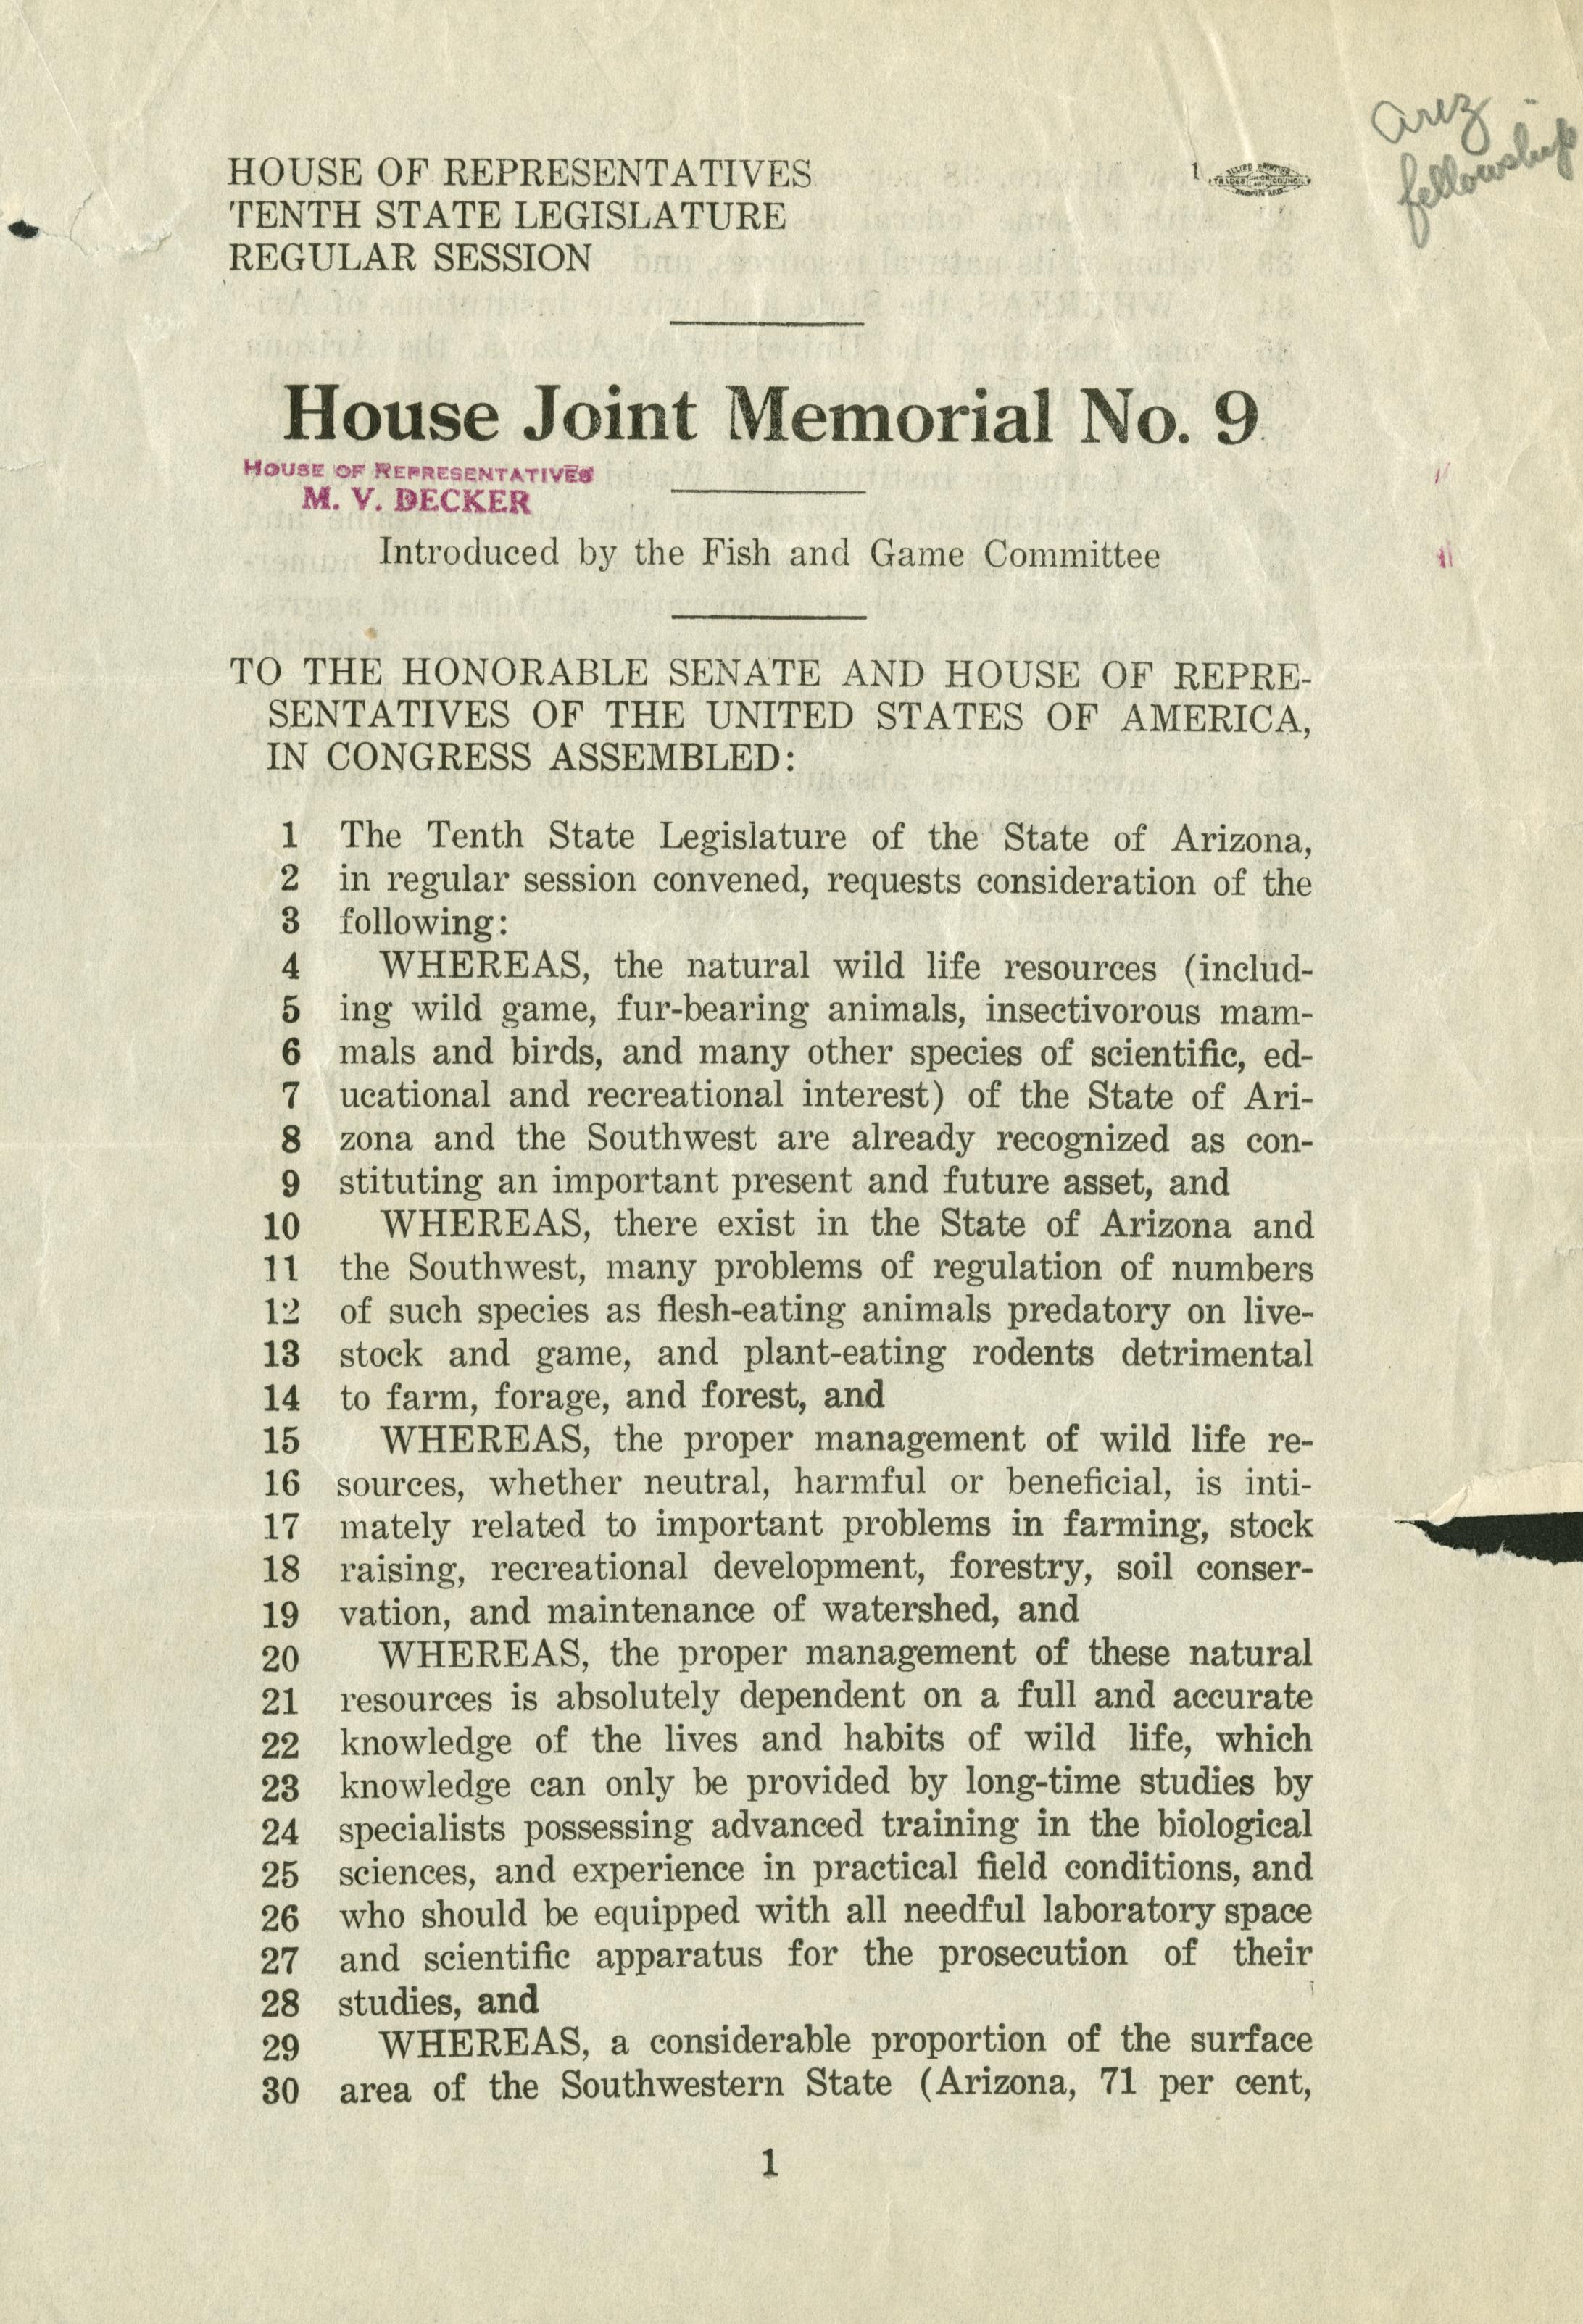 Ariz
fellowship
HOUSE OF REPRESENTATIVES
TENTH STATE LEGISLATURE
REGULAR SESSION
1
ALLIED PRINTING
TRADES UNION LABEL COUNCIL
House Joint Memorial No. 9
HOUSE OF REPRESENTATIVES
M. V. DECKER
Introduced by the Fish and Game Committee
TO THE HONORABLE SENATE AND HOUSE OF REPRE-
SENTATIVES OF THE UNITED STATES OF AMERICA,
IN CONGRESS ASSEMBLED:
1 The Tenth State Legislature of the State of Arizona,
2 in regular session convened, requests consideration of the
3 following:
4 WHEREAS, the natural wild life resources (includ-
5 ing wild game, fur-bearing animals, insectivorous mam-
6 mals and birds, and many other species of scientific, ed-
7 ucational and recreational interest) of the State of Ari-
8 zona and the Southwest are already recognized as con-
9 stituting an important present and future asset, and
10 WHEREAS, there exist in the State of Arizona and
11 the Southwest, many problems of regulation of numbers
12 of such species as flesh-eating animals predatory on live-
13 stock and game, and plant-eating rodents detrimental
14 to farm, forage, and forest, and
15 WHEREAS, the proper management of wild life re-
16 sources, whether neutral, harmful or beneficial, is inti-
17 mately related to important problems in farming, stock
18 raising, recreational development, forestry, soil conser-
19 vation, and maintenance of watershed, and
20 WHEREAS, the proper management of these natural
21 resources is absolutely dependent on a full and accurate
22 knowledge of the lives and habits of wild life, which
23 knowledge can only be provided by long-time studies by
24 specialists possessing advanced training in the biological
25 sciences, and experience in practical field conditions, and
26 who should be equipped with all needful laboratory space
27 and scientific apparatus for the prosecution of their
28 studies, and
29 WHEREAS, a considerable proportion of the surface
30 area of the Southwestern State (Arizona, 71 per cent,
1